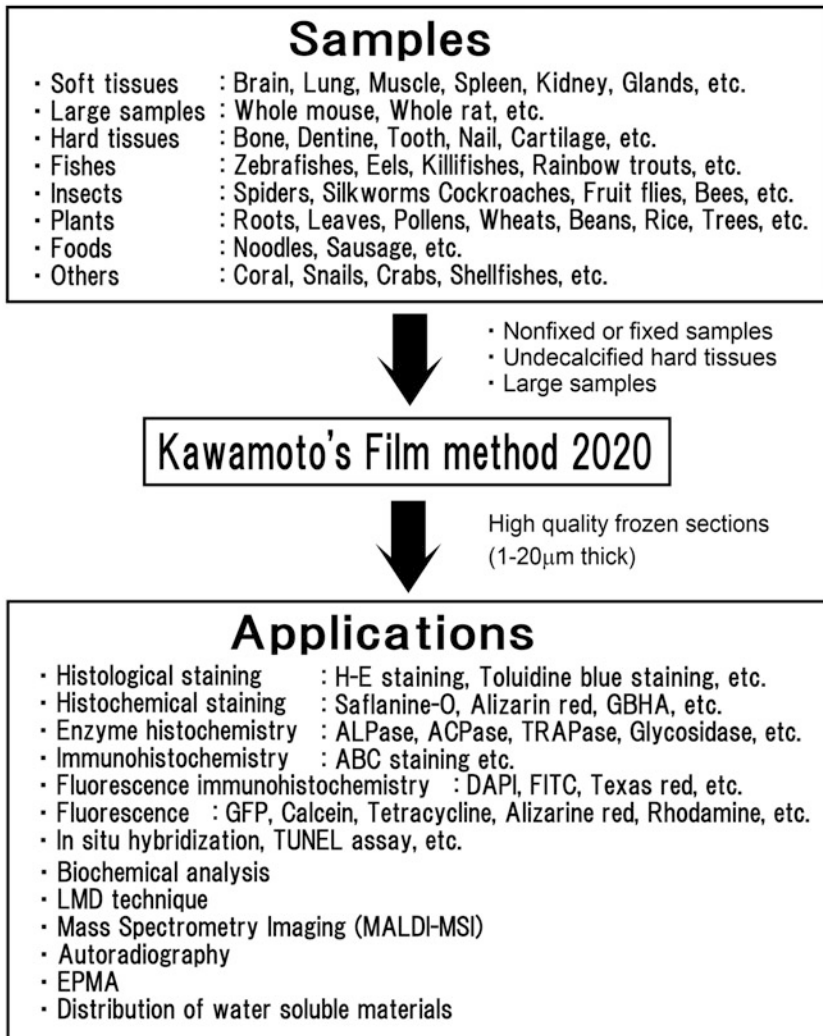 Samples
・Soft tissues : Brain, Lung, Muscle, Spleen, Kidney, Glands, etc.
・Large samples : Whole mouse, Whole rat, etc.
・Hard tissues : Bone, Dentine, Tooth, Nail, Cartilage, etc.
・Fishes : Zebrafishes, Eels, Killifishes, Rainbow trouts, etc.
・Insects : Spiders, Silkworms Cockroaches, Fruit flies, Bees, etc.
・Plants : Roots, Leaves, Pollens, Wheats, Beans, Rice, Trees, etc.
・Foods : Noodles, Sausage, etc.
・Others : Coral, Snails, Crabs, Shellfishes, etc.
・Nonfixed or fixed samples
・Undecalcified hard tissues
・Large samples
Kawamoto's Film method 2020
High quality frozen sections
(1-20μm thick)
Applications
・Histological staining : H-E staining, Toluidine blue staining, etc.
・Histochemical staining : Saflanine-O, Alizarin red, GBHA, etc.
・Enzyme histochemistry : ALPase, ACPase, TRAPase, Glycosidase, etc.
・Immunohistochemistry : ABC staining etc.
・Fluorescence immunohistochemistry : DAPI, FITC, Texas red, etc.
・Fluorescence : GFP, Calcein, Tetracycline, Alizarine red, Rhodamine, etc.
・In situ hybridization, TUNEL assay, etc.
・Biochemical analysis
・LMD technique
・Mass Spectrometry Imaging (MALDI-MSI)
・Autoradiography
・EPMA
・Distribution of water soluble materials